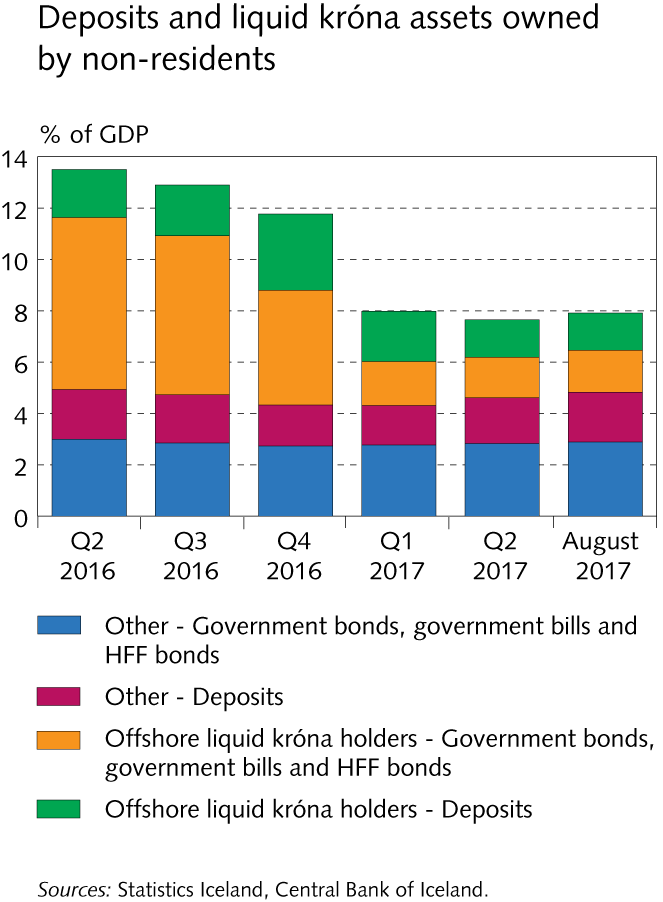 Deposits and liquid króna assets owned
by non-residents
% of GDP
14
12
10
8
6
4
2
0
Q2 Q3 Q4 Q1 Q2 August
2016 2016 2016 2017 2017 2017
Other - Government bonds, government bills and
HFF bonds
Other - Deposits
Offshore liquid króna holders - Government bonds,
government bills and HFF bonds
Offshore liquid króna holders - Deposits
Sources: Statistics Iceland, Central Bank of Iceland.